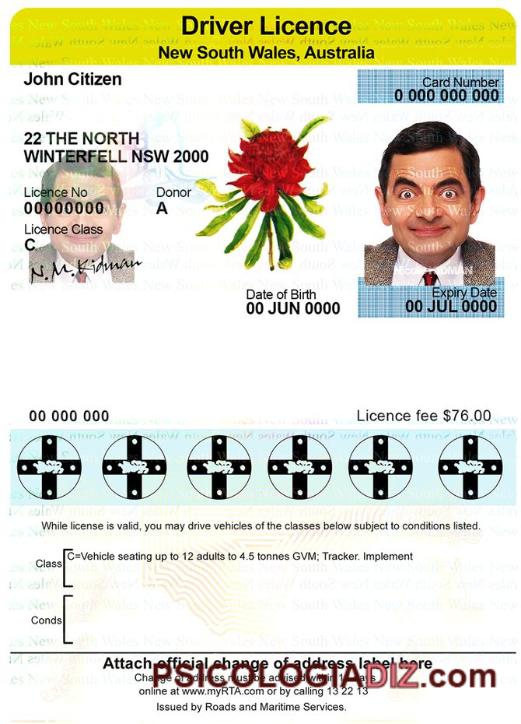 Driver Licence
New South Wales, Australia
John Citizen
Card Number
0 000 000 000
22 THE NORTH
WINTERFELL NSW 2000
Licence No Donor
00000000 A
Licence Class
C
N. M. Kidman
Date of Birth
00 JUN 0000
Expiry Date
00 JUL 0000
00 000 000 Licence fee $76.00
While license is valid, you may drive vehicles of the classes below subject to conditions listed.
Class C=Vehicle seating up to 12 adults to 4.5 tonnes GVM; Tracker. Implement
Conds
Attach official change of address label here
PSICOLOGIADIZ.com
Change of address must be advised within
online at www.myRTA.com or by calling 13 22 13
Issued by Roads and Maritime Services.